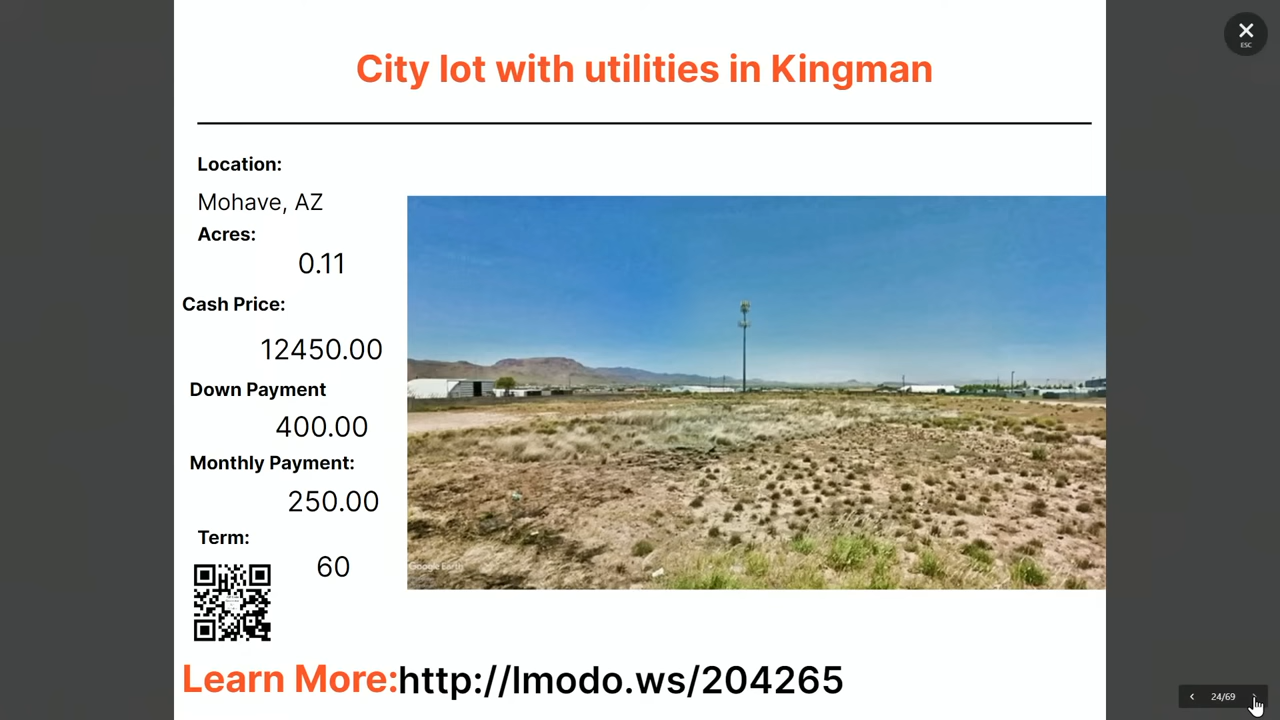 City lot with utilities in Kingman
Location:
Mohave, AZ
Acres:
0.11
Cash Price:
12450.00
Down Payment
400.00
Monthly Payment:
250.00
Term:
60
Google Earth
Learn More:http://lmodo.ws/204265
ESC
24/69